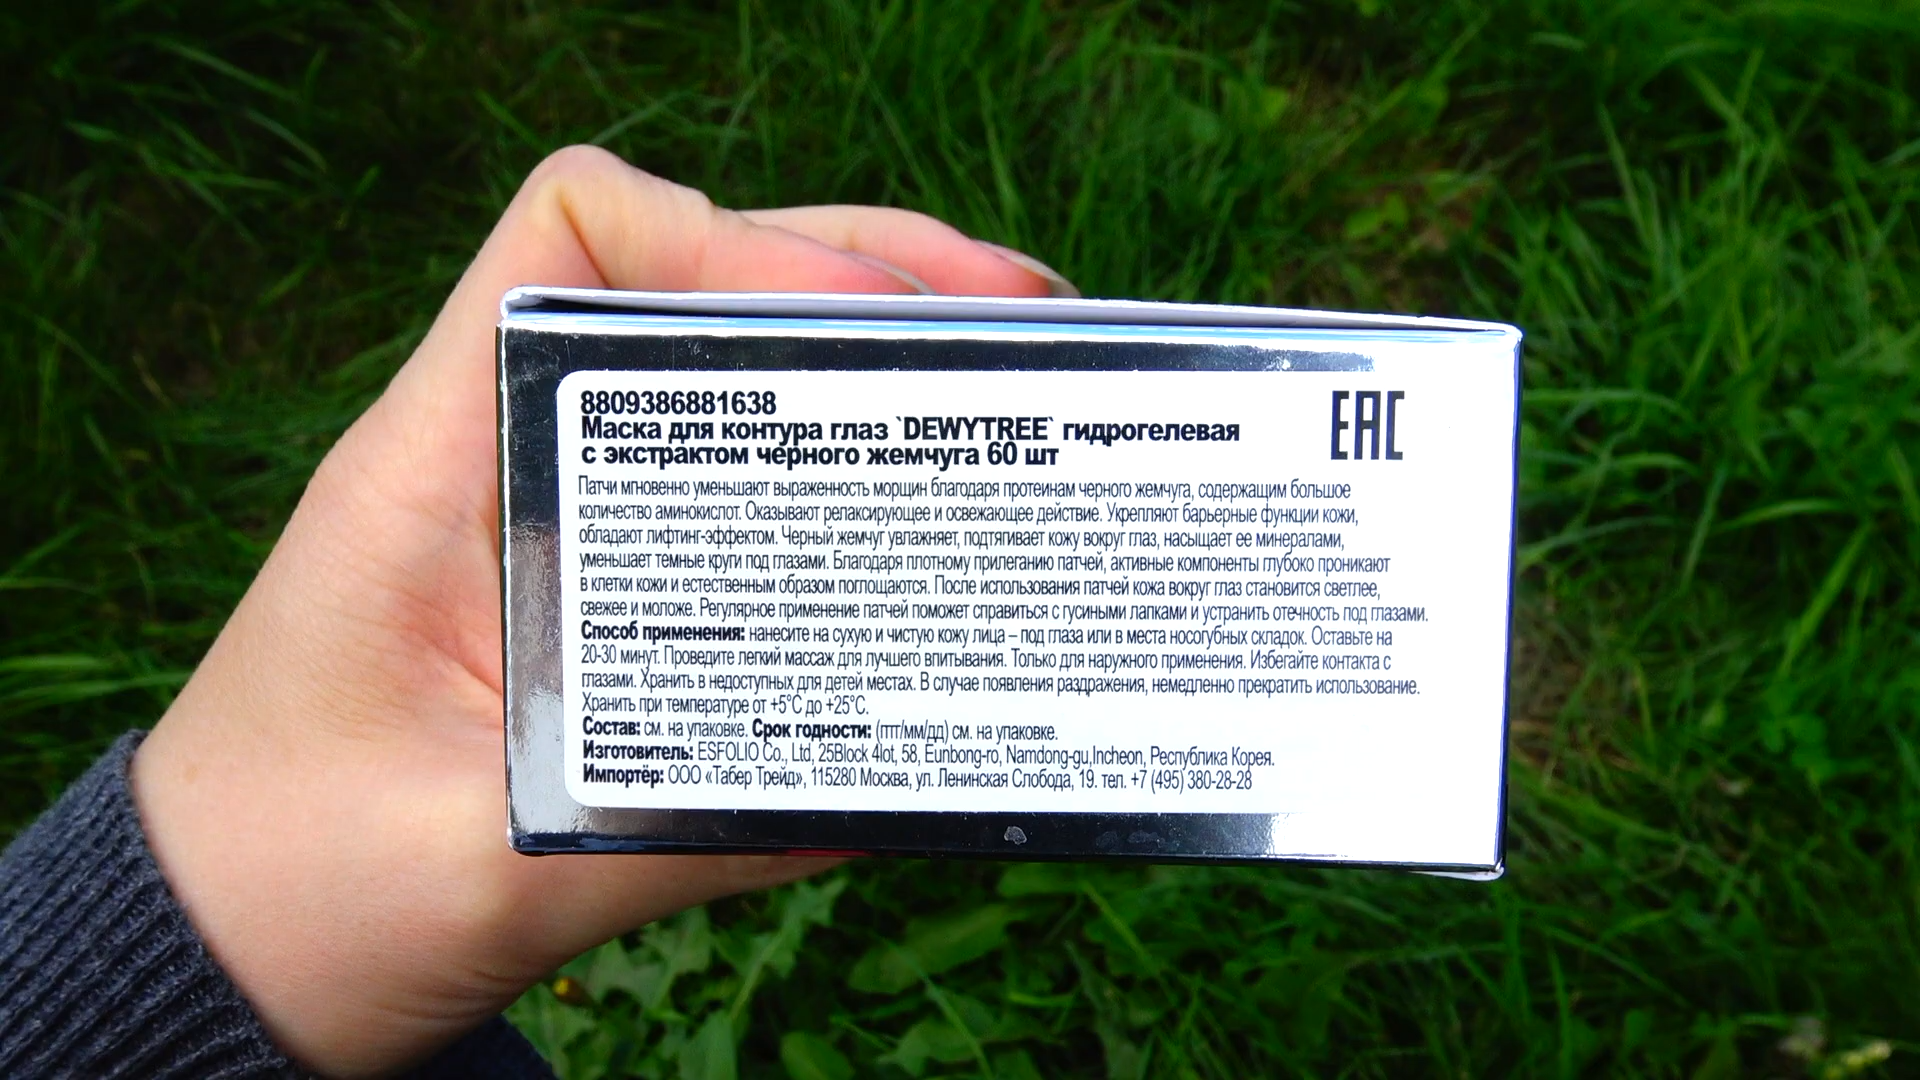 8809386881638
EAC
Маска для контура глаз `DEWYTREE` гидрогелевая
с экстрактом черного жемчуга 60 шт
Патчи мгновенно уменьшают выраженность морщин благодаря протеинам черного жемчуга, содержащим большое
количество аминокислот. Оказывают релаксирующее и освежающее действие. Укрепляют барьерные функции кожи,
обладают лифтинг-эффектом. Черный жемчуг увлажняет, подтягивает кожу вокруг глаз, насыщает ее минералами,
уменьшает темные круги под глазами. Благодаря плотному прилеганию патчей, активные компоненты глубоко проникают
в клетки кожи и естественным образом поглощаются. После использования патчей кожа вокруг глаз становится светлее,
свежее и моложе. Регулярное применение патчей поможет справиться с гусиными лапками и устранить отечность под глазами.
Способ применения: нанесите на сухую и чистую кожу лица – под глаза или в места носогубных складок. Оставьте на
20-30 минут. Проведите легкий массаж для лучшего впитывания. Только для наружного применения. Избегайте контакта с
глазами. Хранить в недоступных для детей местах. В случае появления раздражения, немедленно прекратить использование.
Хранить при температуре от +5°С до +25°С.
Состав: см. на упаковке. Срок годности: (гггг/мм/дд) см. на упаковке.
Изготовитель: ESFOLIO Co., Ltd, 25Block 4lot, 58, Eunbong-ro, Namdong-gu,Incheon, Республика Корея.
Импортёр: ООО «Табер Трейд», 115280 Москва, ул. Ленинская Слобода, 19. тел. +7 (495) 380-28-28